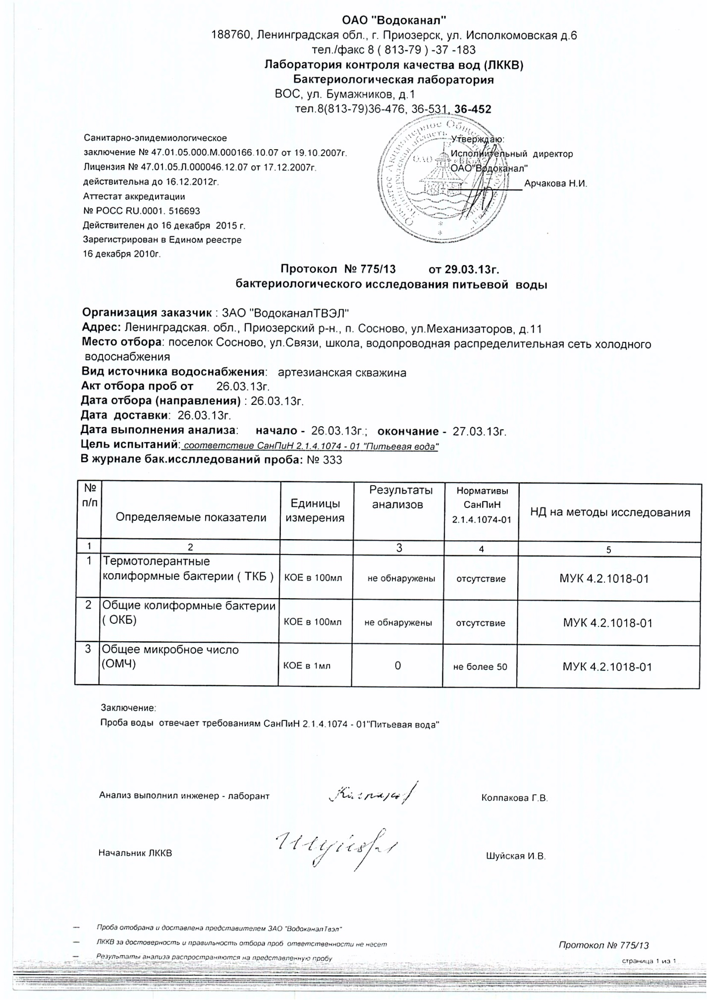 ОАО "Водоканал"
188760, Ленинградская обл., г. Приозерск, ул. Исполкомовская д.6
тел./факс 8 ( 813-79 ) -37 -183
Лаборатория контроля качества вод (ЛККВ)
Бактериологическая лаборатория
ВОС, ул. Бумажников, д.1
тел.8(813-79)36-476, 36-531, 36-452
Санитарно-эпидемиологическое
заключение № 47.01.05.000.М.000166.10.07 от 19.10.2007г.
Лицензия № 47.01.05.Л.000046.12.07 от 17.12.2007г.
действительна до 16.12.2012г.
Аттестат аккредитации
№ РОСС RU.0001. 516693
Действителен до 16 декабря 2015 г.
Зарегистрирован в Едином реестре
16 декабря 2010г.
Утверждаю:
Исполнительный директор
ОАО"Водоканал"
Арчакова Н.И.
Открытое Акционерное
Ленинградская область
ОАО
Протокол № 775/13 от 29.03.13г.
бактериологического исследования питьевой воды
Организация заказчик : ЗАО "ВодоканалТВЭЛ"
Адрес: Ленинградская. обл., Приозерский р-н., п. Сосново, ул.Механизаторов, д.11
Место отбора: поселок Сосново, ул.Связи, школа, водопроводная распределительная сеть холодного
водоснабжения
Вид источника водоснабжения: артезианская скважина
Акт отбора проб от 26.03.13г.
Дата отбора (направления) : 26.03.13г.
Дата доставки: 26.03.13г.
Дата выполнения анализа: начало - 26.03.13г.; окончание - 27.03.13г.
Цель испытаний: соответствие СанПиН 2.1.4.1074 - 01 "Питьевая вода"
В журнале бак.исслледований проба: № 333
№ п/п Определяемые показатели Единицы измерения Результаты анализов Нормативы СанПиН 2.1.4.1074-01 НД на методы исследования
1 2 3 4 5
1 Термотолерантные колиформные бактерии ( ТКБ ) КОЕ в 100мл не обнаружены отсутствие МУК 4.2.1018-01
2 Общие колиформные бактерии ( ОКБ) КОЕ в 100мл не обнаружены отсутствие МУК 4.2.1018-01
3 Общее микробное число (ОМЧ) КОЕ в 1мл 0 не более 50 МУК 4.2.1018-01
Заключение:
Проба воды отвечает требованиям СанПиН 2.1.4.1074 - 01"Питьевая вода"
Анализ выполнил инженер - лаборант Колпакова Г.В.
Начальник ЛККВ Шуйская И.В.
— Проба отобрана и доставлена представителем ЗАО "ВодоканалТвэл"
— ЛККВ за достоверность и правильность отбора проб ответственности не несет
— Результаты анализа распространяются на представленную пробу
Протокол № 775/13
страница 1 из 1